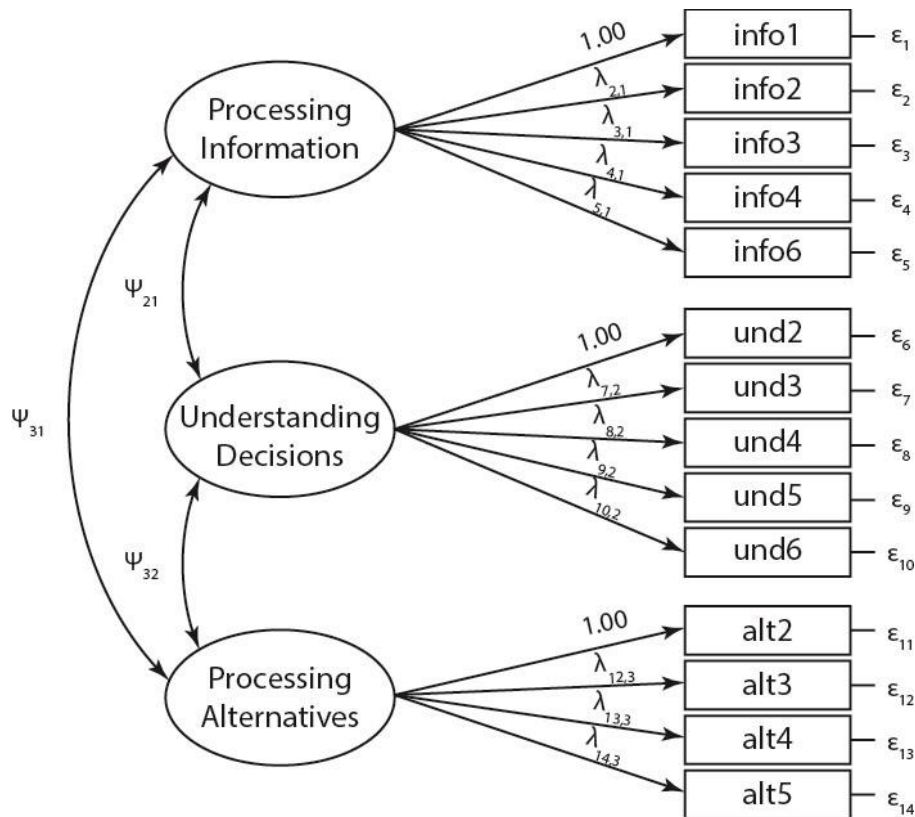 Processing
Information
1.00
λ2,1
λ3,1
λ4,1
λ5,1
info1
ε1
info2
ε2
info3
ε3
info4
ε4
info6
ε5
Ψ21
Ψ31
Understanding
Decisions
1.00
λ7,2
λ8,2
λ9,2
λ10,2
und2
ε6
und3
ε7
und4
ε8
und5
ε9
und6
ε10
Ψ32
Processing
Alternatives
1.00
λ12,3
λ13,3
λ14,3
alt2
ε11
alt3
ε12
alt4
ε13
alt5
ε14